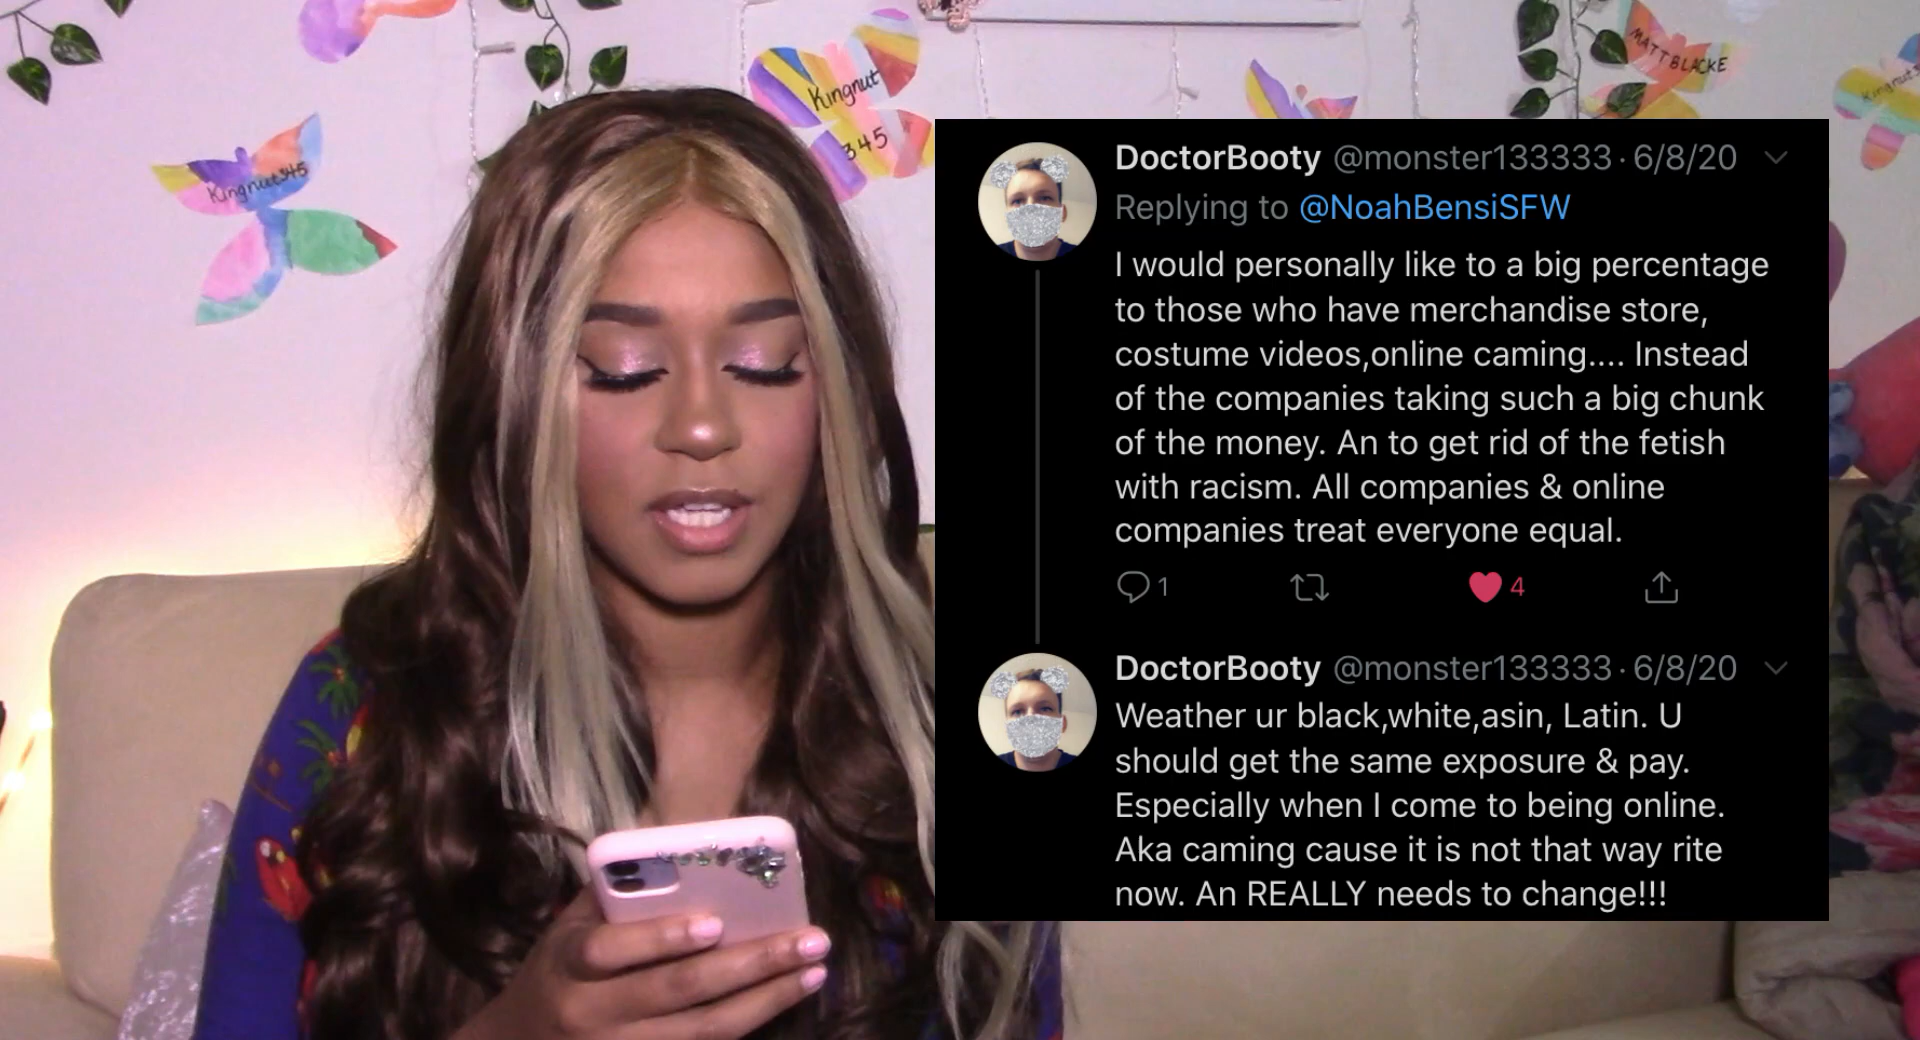 Kingnut
345
Kingnut345
MATTBLACKE
DoctorBooty @monster133333 · 6/8/20
Replying to @NoahBensiSFW
I would personally like to a big percentage
to those who have merchandise store,
costume videos,online caming.... Instead
of the companies taking such a big chunk
of the money. An to get rid of the fetish
with racism. All companies & online
companies treat everyone equal.
1
4
DoctorBooty @monster133333 · 6/8/20
Weather ur black,white,asin, Latin. U
should get the same exposure & pay.
Especially when I come to being online.
Aka caming cause it is not that way rite
now. An REALLY needs to change!!!